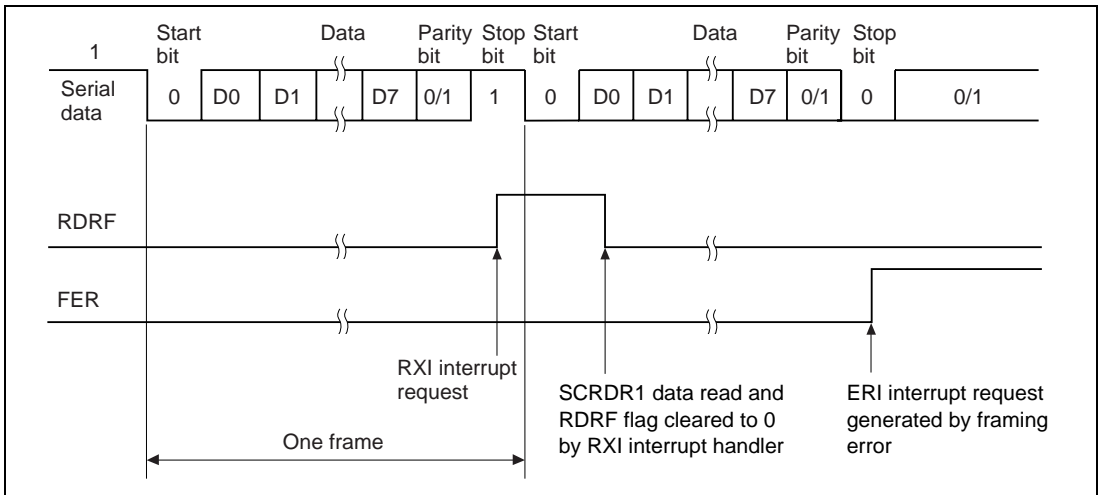 1
Start bit
Data
Parity bit
Stop bit
Start bit
Data
Parity bit
Stop bit
Serial data
0
D0
D1
D7
0/1
1
0
D0
D1
D7
0/1
0
0/1
RDRF
FER
RXI interrupt
request
SCRDR1 data read and
RDRF flag cleared to 0
by RXI interrupt handler
ERI interrupt request
generated by framing
error
One frame